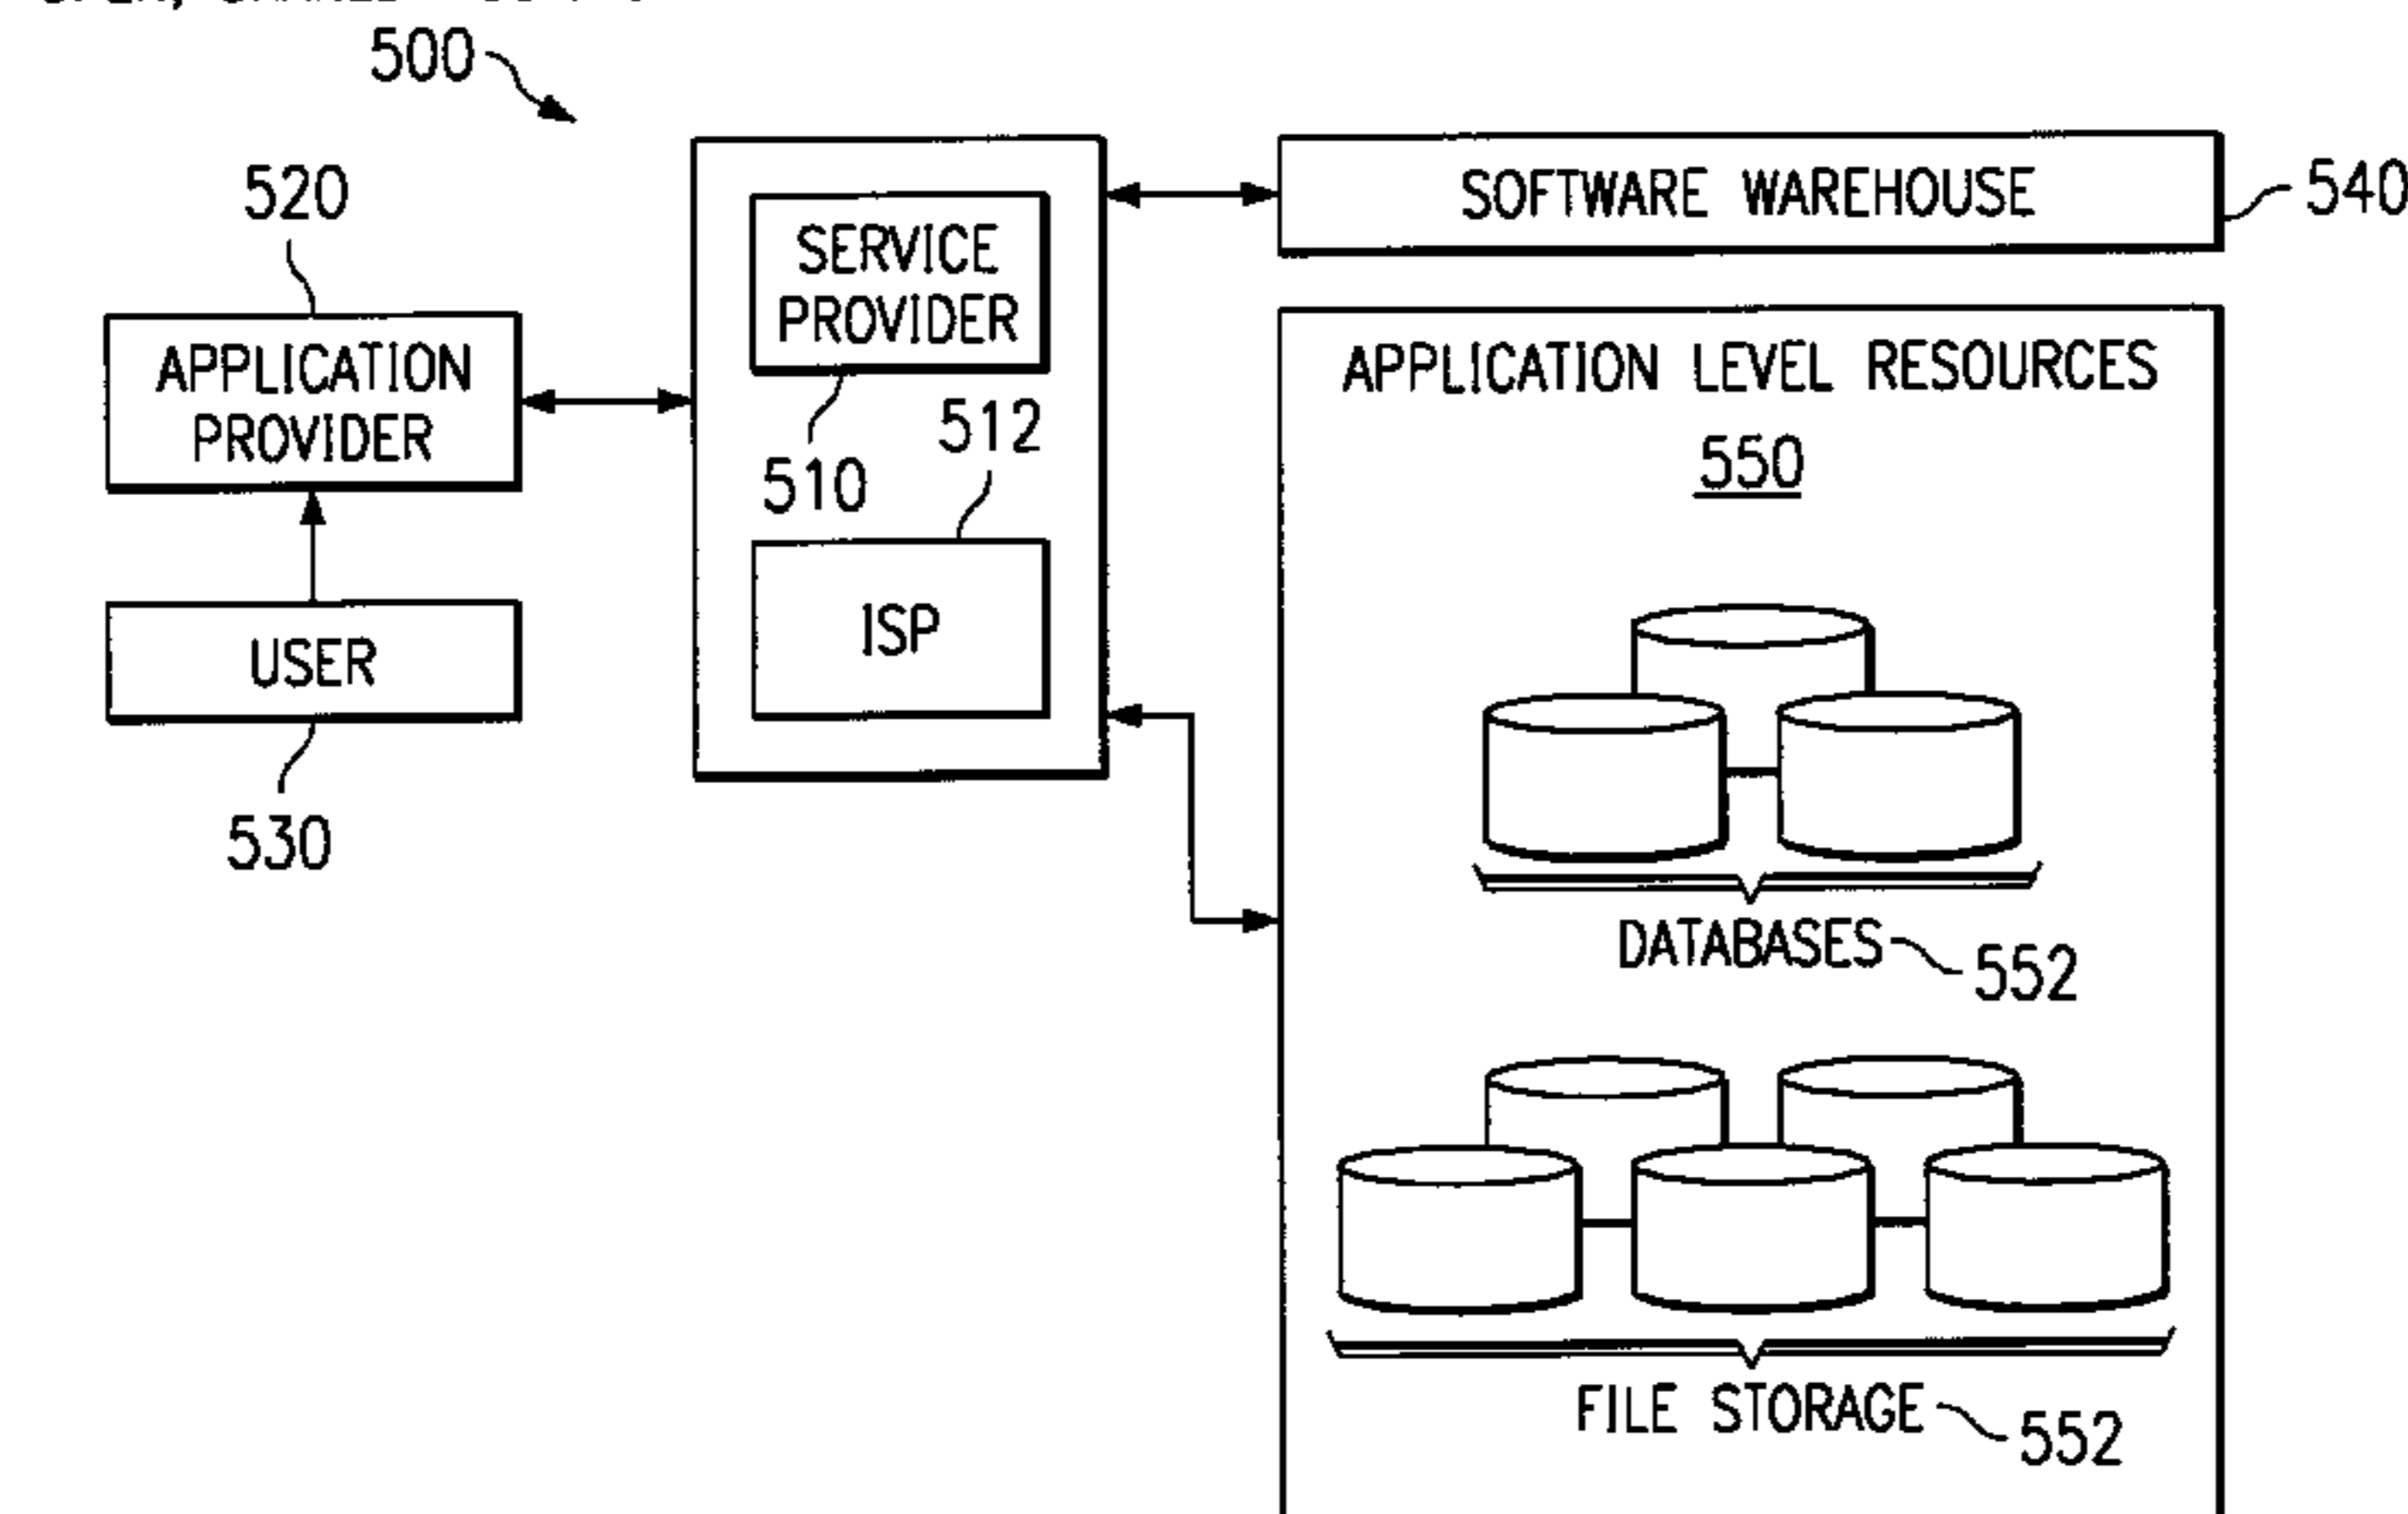 500
520
APPLICATION
PROVIDER
USER
530
SERVICE
PROVIDER
510
512
ISP
SOFTWARE WAREHOUSE
540
APPLICATION LEVEL RESOURCES
550
DATABASES
552
FILE STORAGE
552